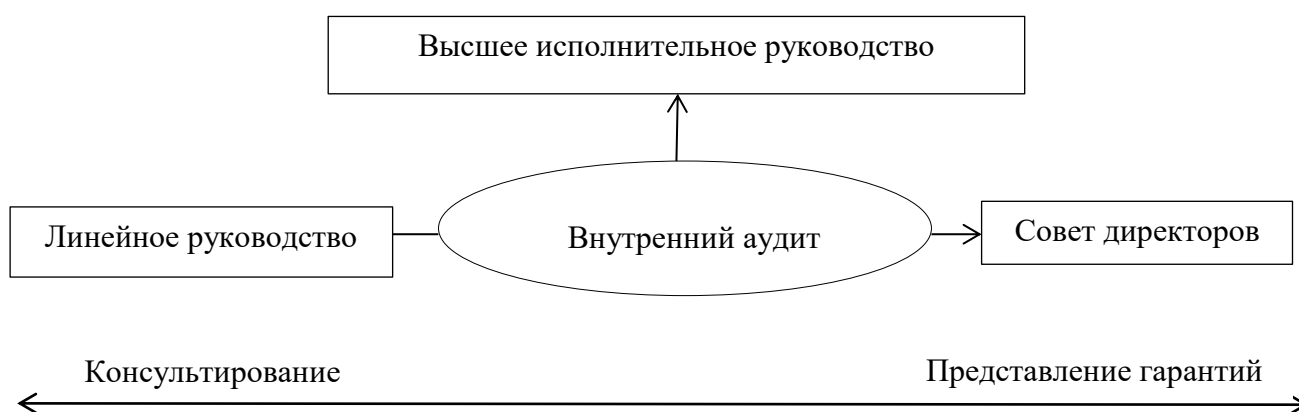 Высшее исполнительное руководство
Линейное руководство
Внутренний аудит
Совет директоров
Консультирование
Представление гарантий